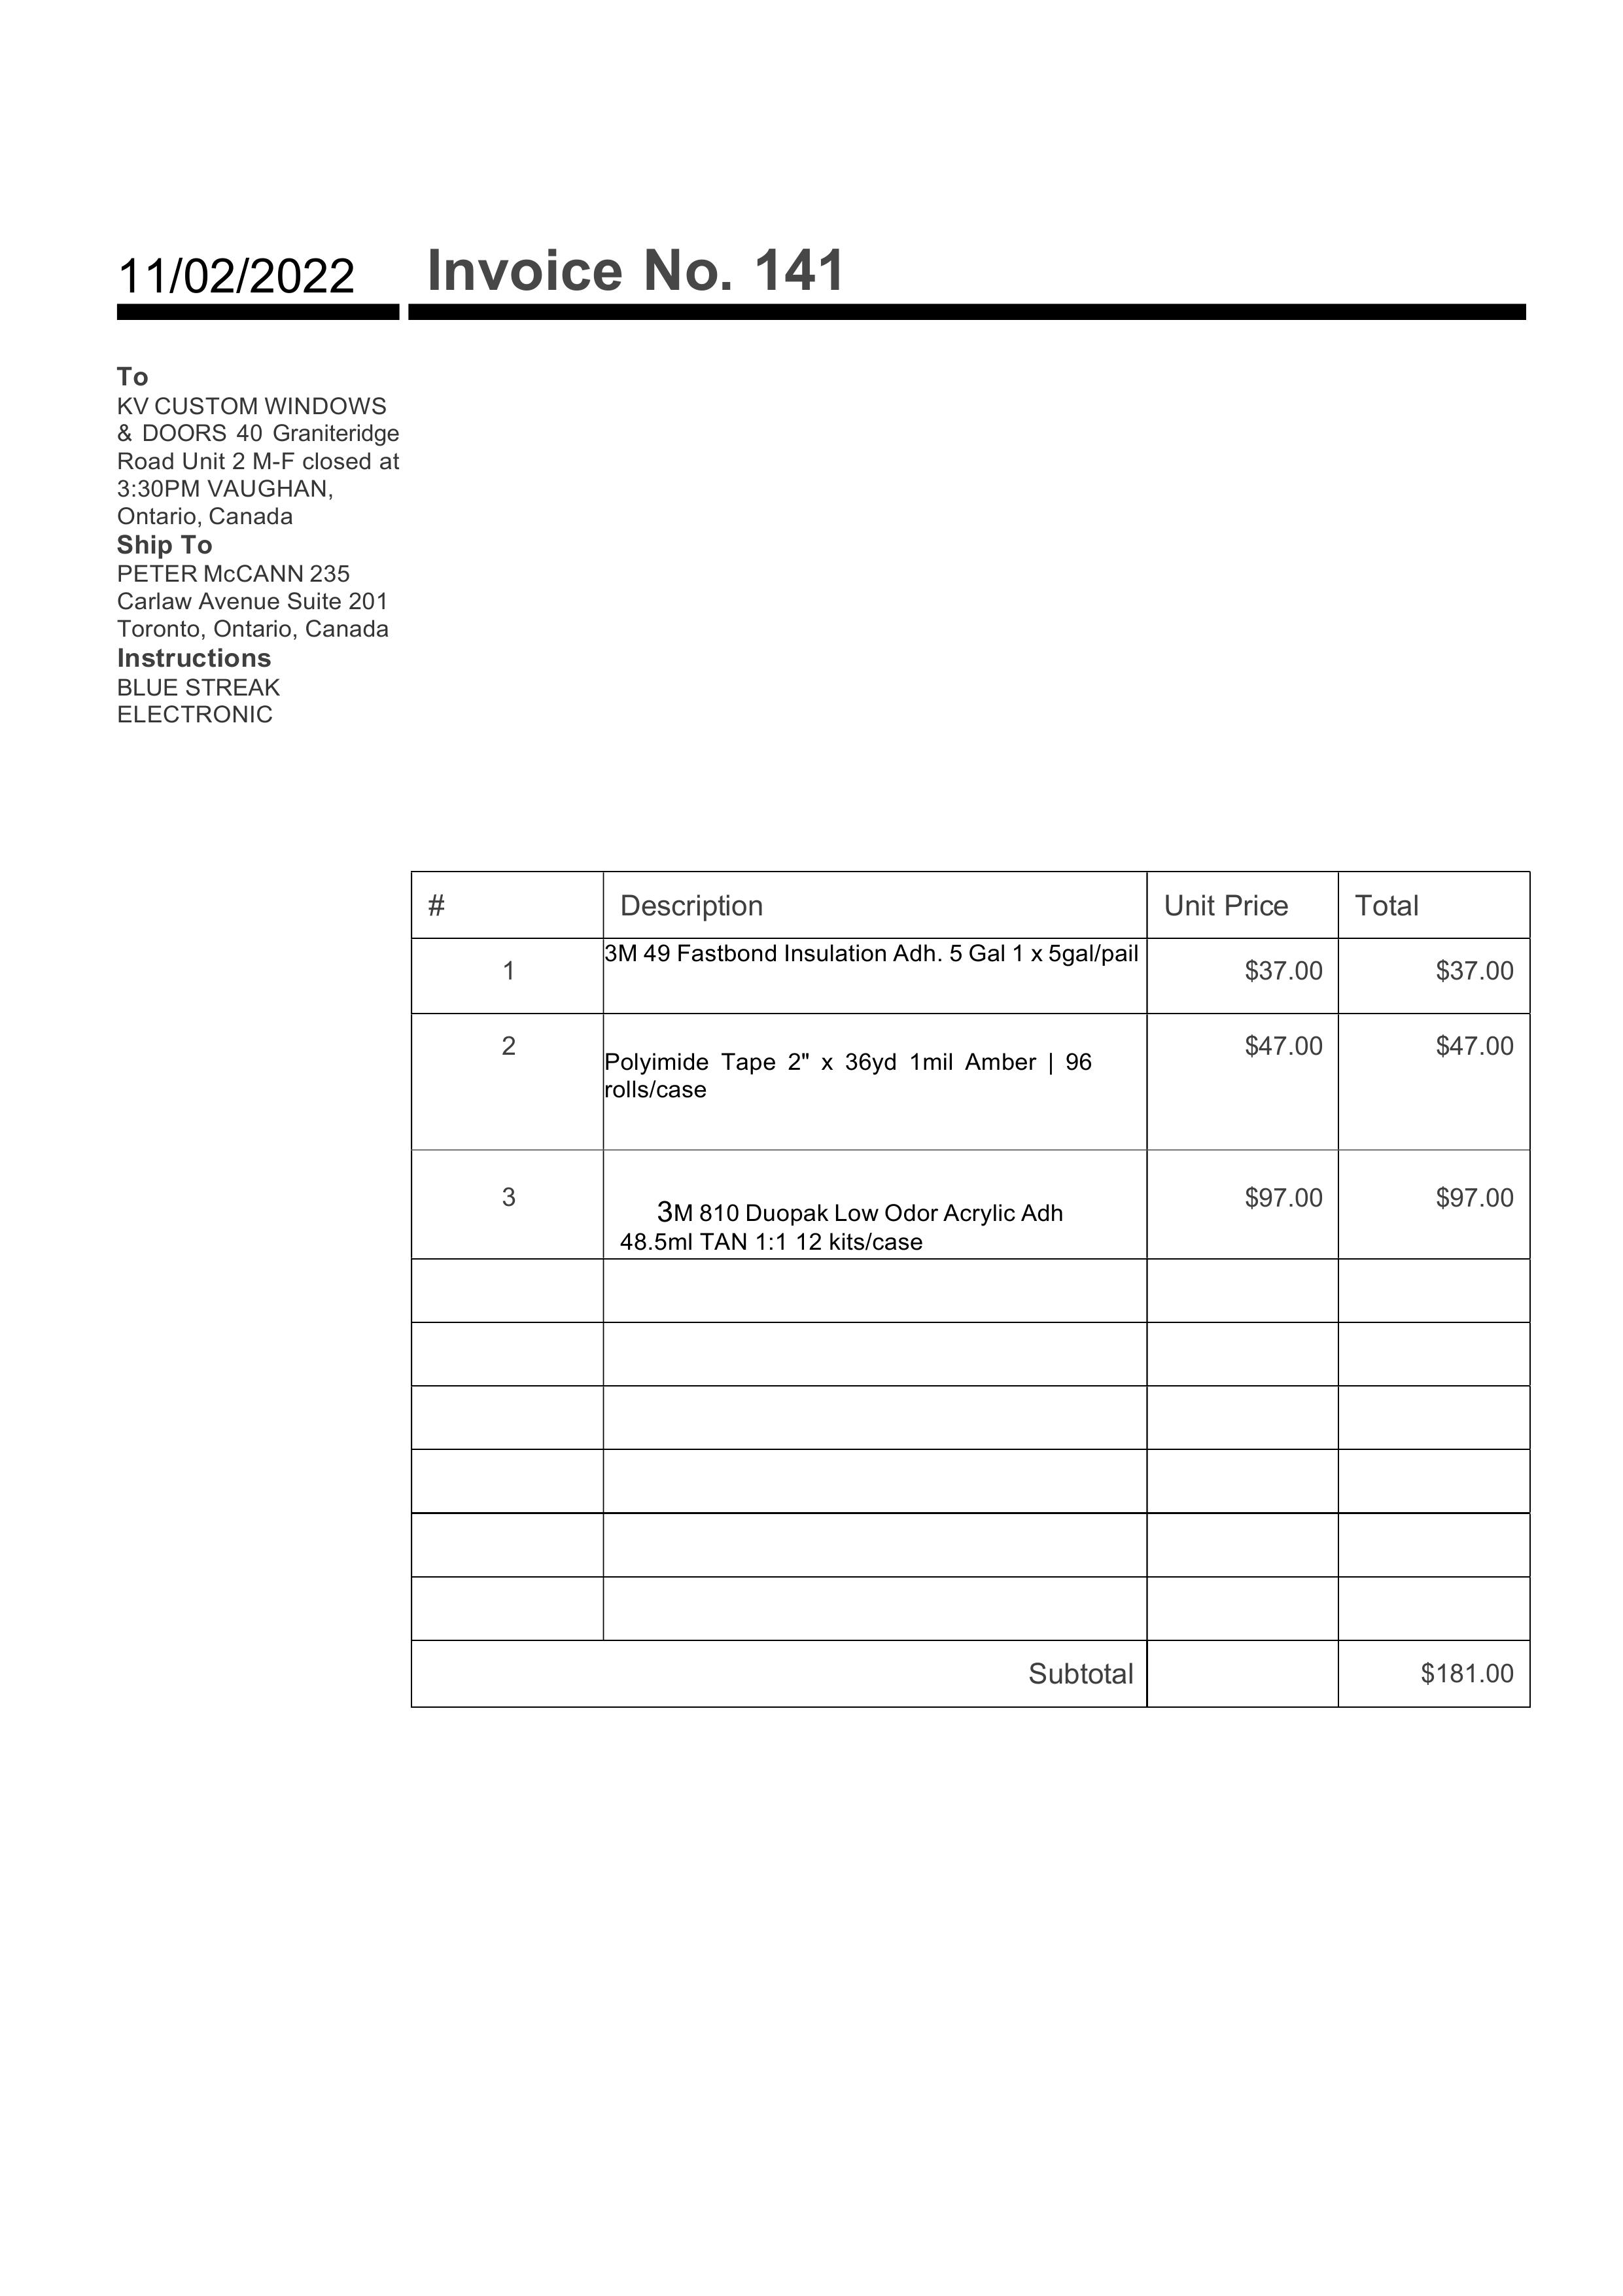 11/02/2022 Invoice No. 141
To
KV CUSTOM WINDOWS
& DOORS 40 Graniteridge
Road Unit 2 M-F closed at
3:30PM VAUGHAN,
Ontario, Canada
Ship To
PETER McCANN 235
Carlaw Avenue Suite 201
Toronto, Ontario, Canada
Instructions
BLUE STREAK
ELECTRONIC
# Description Unit Price Total
1 3M 49 Fastbond Insulation Adh. 5 Gal 1 x 5gal/pail $37.00 $37.00
2 Polyimide Tape 2" x 36yd 1mil Amber | 96 $47.00 $47.00
rolls/case
3 3M 810 Duopak Low Odor Acrylic Adh $97.00 $97.00
48.5ml TAN 1:1 12 kits/case
Subtotal $181.00